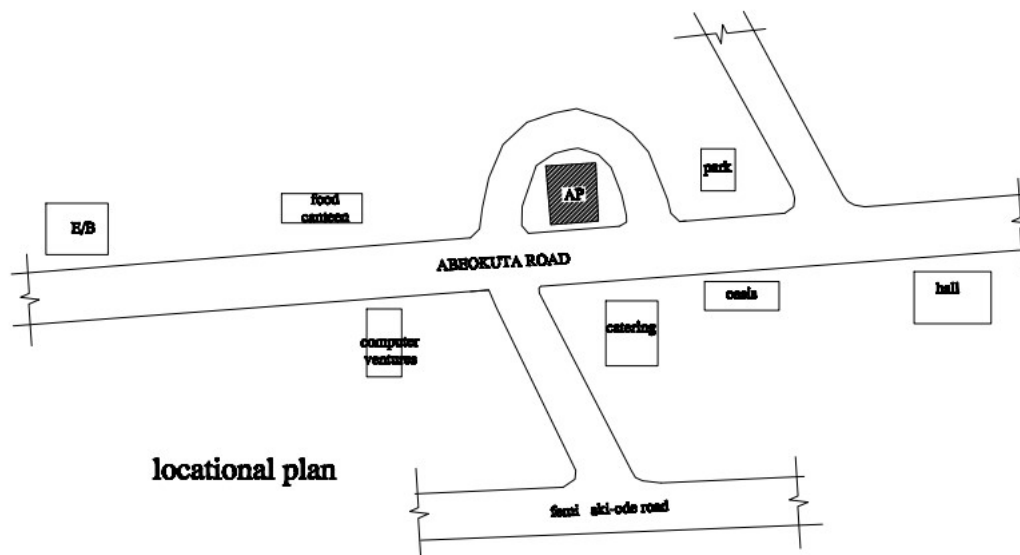 park
AP
food
canteen
E/B
ABEOKUTA ROAD
hall
oasis
catering
computer
ventures
locational plan
femi aki-ode road